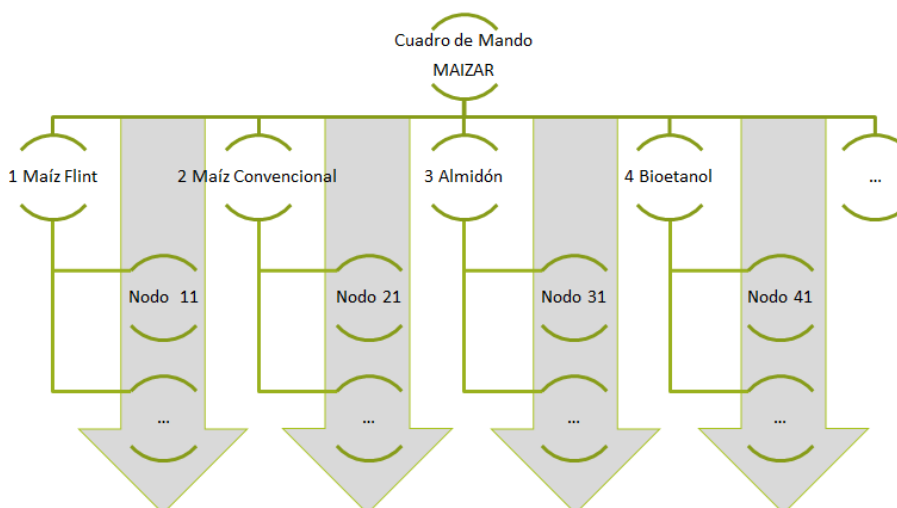 Cuadro de Mando
MAIZAR
1 Maíz Flint
2 Maíz Convencional
3 Almidón
4 Bioetanol
...
Nodo 11
Nodo 21
Nodo 31
Nodo 41
...
...
...
...